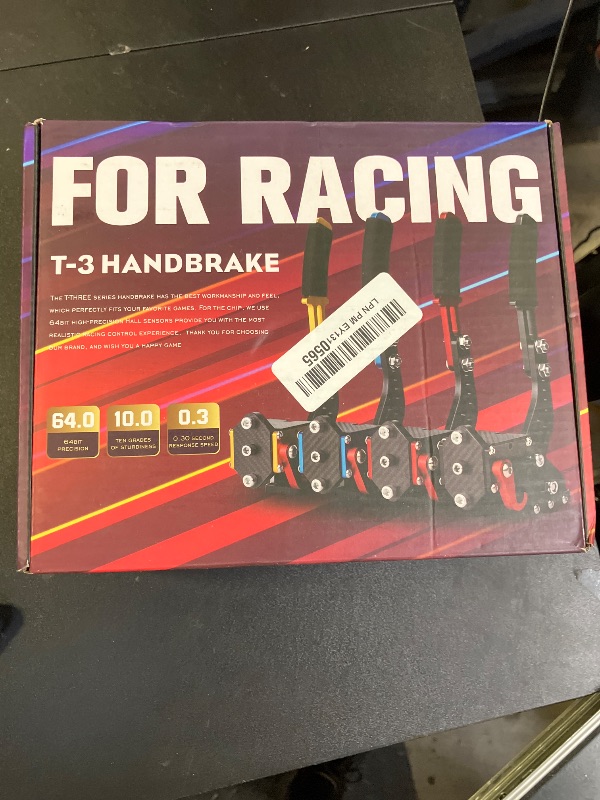 FOR RACING
T-3 HANDBRAKE
THE T-THREE SERIES HANDBRAKE HAS THE BEST WORKMANSHIP AND FEEL,
WHICH PERFECTLY FITS YOUR FAVORITE GAMES. FOR THE CHIP, WE USE
64BIT HIGH-PRECISION HALL SENSORS PROVIDE YOU WITH THE MOST
REALISTIC RACING CONTROL EXPERIENCE. THANK YOU FOR CHOOSING
OUR BRAND, AND WISH YOU A HAPPY GAME
LPN PM EY1310565
64.0
64BIT
PRECISION
10.0
TEN GRADES
OF STURDINESS
0.3
0.30 SECOND
RESPONSE SPEED